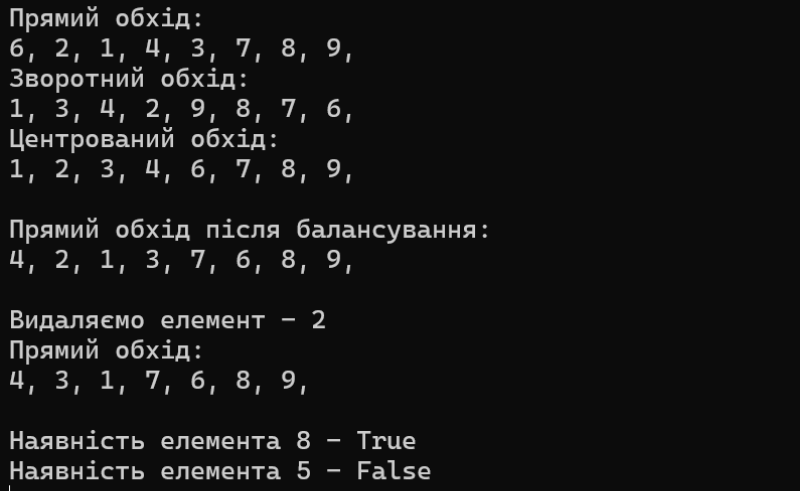 Прямий обхід:
6, 2, 1, 4, 3, 7, 8, 9,
Зворотний обхід:
1, 3, 4, 2, 9, 8, 7, 6,
Центрований обхід:
1, 2, 3, 4, 6, 7, 8, 9,
Прямий обхід після балансування:
4, 2, 1, 3, 7, 6, 8, 9,
Видаляємо елемент - 2
Прямий обхід:
4, 3, 1, 7, 6, 8, 9,
Наявність елемента 8 - True
Наявність елемента 5 - False